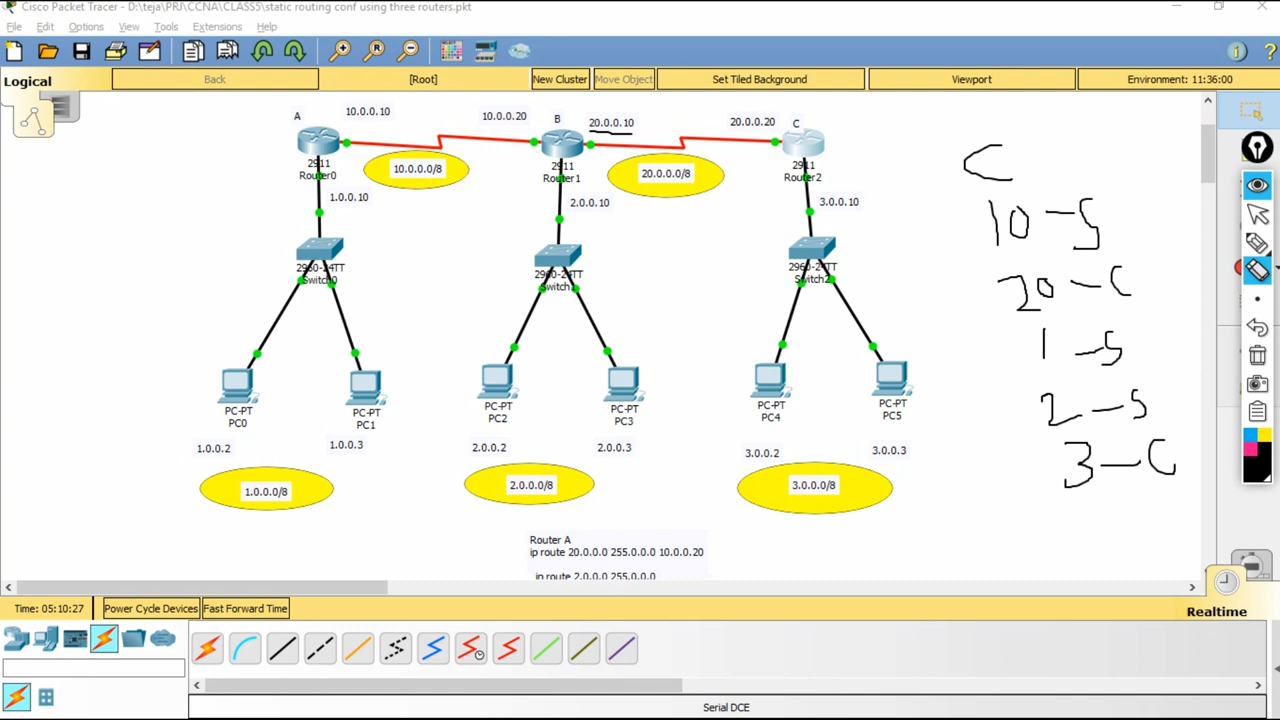 Cisco Packet Tracer - D:\teja\PRJ\CCNA\CLASS5\static routing conf using three routers.pkt
File Edit Options View Tools Extensions Help
Logical Back [Root] New Cluster Move Object Set Tiled Background Viewport Environment: 11:36:00
A 10.0.0.10 10.0.0.20 B 20.0.0.10 20.0.0.20 C
10.0.0.0/8 20.0.0.0/8
2911 2911 2911
Router0 Router1 Router2
1.0.0.10 2.0.0.10 3.0.0.10
2960-24TT 2960-24TT 2960-24TT
Switch0
PC-PT PC-PT PC-PT PC-PT PC-PT PC-PT
PC0 PC1 PC2 PC3 PC4 PC5
1.0.0.2 1.0.0.3 2.0.0.2 2.0.0.3 3.0.0.2 3.0.0.3
1.0.0.0/8 2.0.0.0/8 3.0.0.0/8
Router A
ip route 20.0.0.0 255.0.0.0 10.0.0.20
ip route 2.0.0.0 255.0.0.0
C
10 - S
20 - C
1 - S
2 - S
3 - C
Time: 05:10:27 Power Cycle Devices Fast Forward Time Realtime
Serial DCE